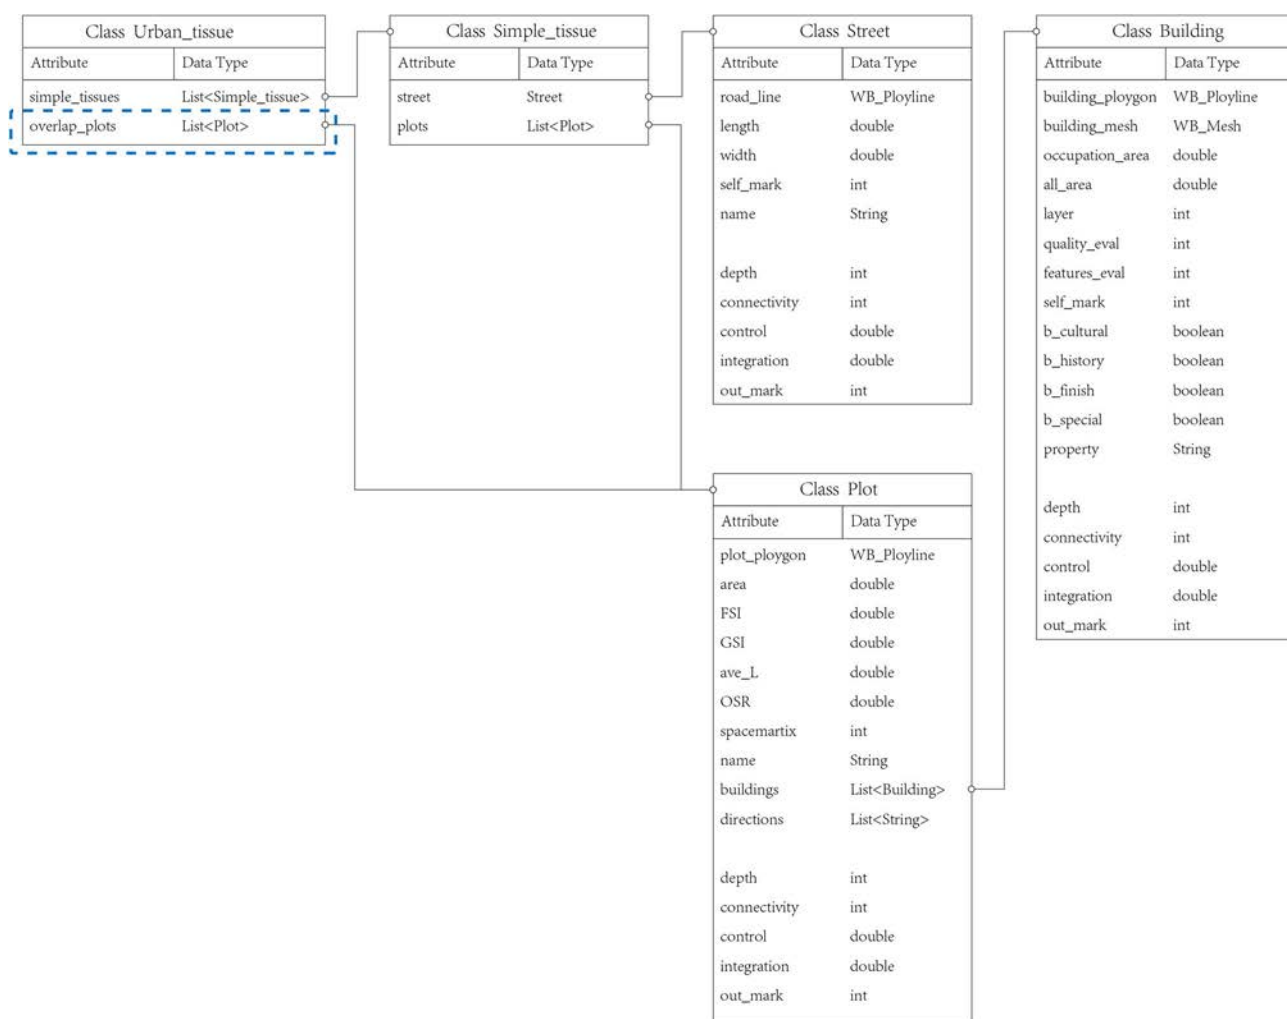 Class Urban_tissue
Attribute Data Type
simple_tissues List<Simple_tissue>
overlap_plots List<Plot>
Class Simple_tissue
Attribute Data Type
street Street
plots List<Plot>
Class Street
Attribute Data Type
road_line WB_Ployline
length double
width double
self_mark int
name String
depth int
connectivity int
control double
integration double
out_mark int
Class Building
Attribute Data Type
building_ploygon WB_Ployline
building_mesh WB_Mesh
occupation_area double
all_area double
layer int
quality_eval int
features_eval int
self_mark int
b_cultural boolean
b_history boolean
b_finish boolean
b_special boolean
property String
depth int
connectivity int
control double
integration double
out_mark int
Class Plot
Attribute Data Type
plot_ploygon WB_Ployline
area double
FSI double
GSI double
ave_L double
OSR double
spacemartix int
name String
buildings List<Building>
directions List<String>
depth int
connectivity int
control double
integration double
out_mark int